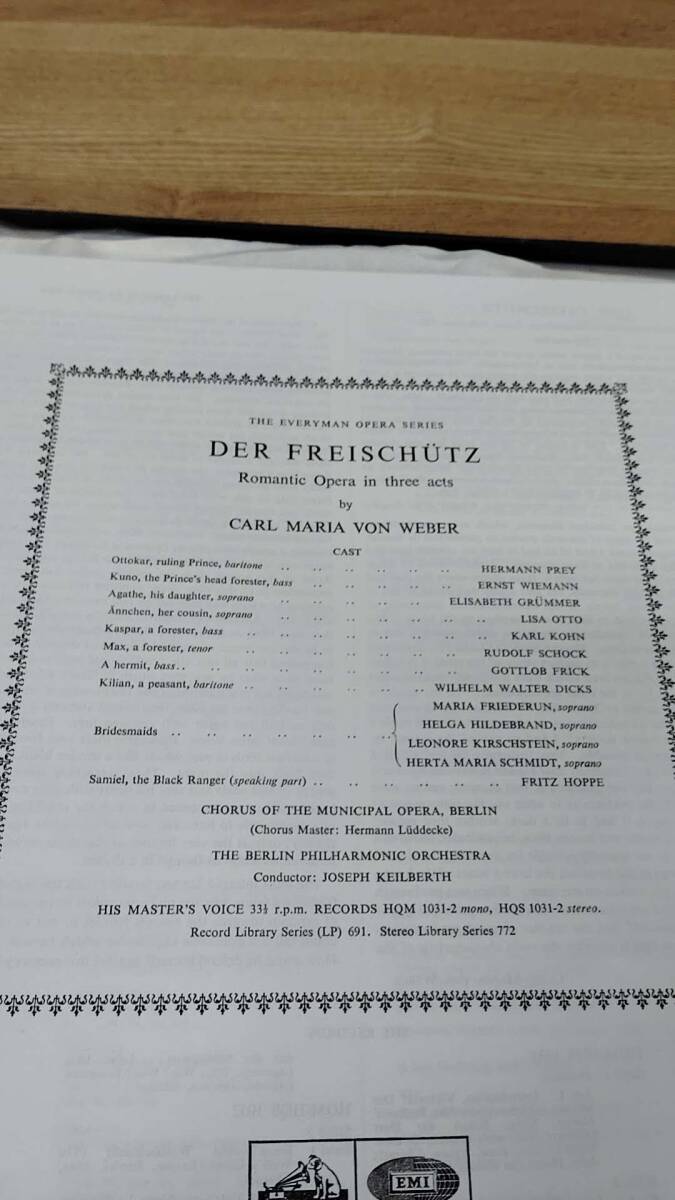 THE EVERYMAN OPERA SERIES
DER FREISCHÜTZ
Romantic Opera in three acts
by
CARL MARIA VON WEBER
CAST
Ottokar, ruling Prince, baritone .. .. .. .. .. .. HERMANN PREY
Kuno, the Prince's head forester, bass .. .. .. .. .. ERNST WIEMANN
Agathe, his daughter, soprano .. .. .. .. .. ELISABETH GRÜMMER
Ännchen, her cousin, soprano .. .. .. .. .. .. LISA OTTO
Kaspar, a forester, bass .. .. .. .. .. .. .. KARL KOHN
Max, a forester, tenor .. .. .. .. .. .. RUDOLF SCHOCK
A hermit, bass .. .. .. .. .. .. .. GOTTLOB FRICK
Kilian, a peasant, baritone .. .. .. .. .. .. WILHELM WALTER DICKS
Bridesmaids .. .. .. .. .. .. ..
MARIA FRIEDERUN, soprano
HELGA HILDEBRAND, soprano
LEONORE KIRSCHSTEIN, soprano
HERTA MARIA SCHMIDT, soprano
Samiel, the Black Ranger (speaking part) .. .. .. .. .. .. FRITZ HOPPE
CHORUS OF THE MUNICIPAL OPERA, BERLIN
(Chorus Master: Hermann Lüddecke)
THE BERLIN PHILHARMONIC ORCHESTRA
Conductor: JOSEPH KEILBERTH
HIS MASTER'S VOICE 33⅓ r.p.m. RECORDS HQM 1031-2 mono, HQS 1031-2 stereo.
Record Library Series (LP) 691. Stereo Library Series 772
EMI